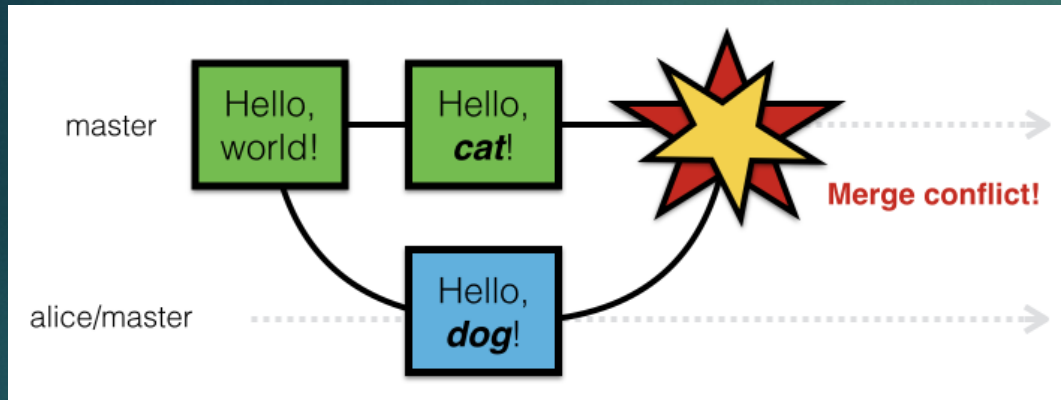 master
Hello,
world!
Hello,
cat!
Merge conflict!
alice/master
Hello,
dog!